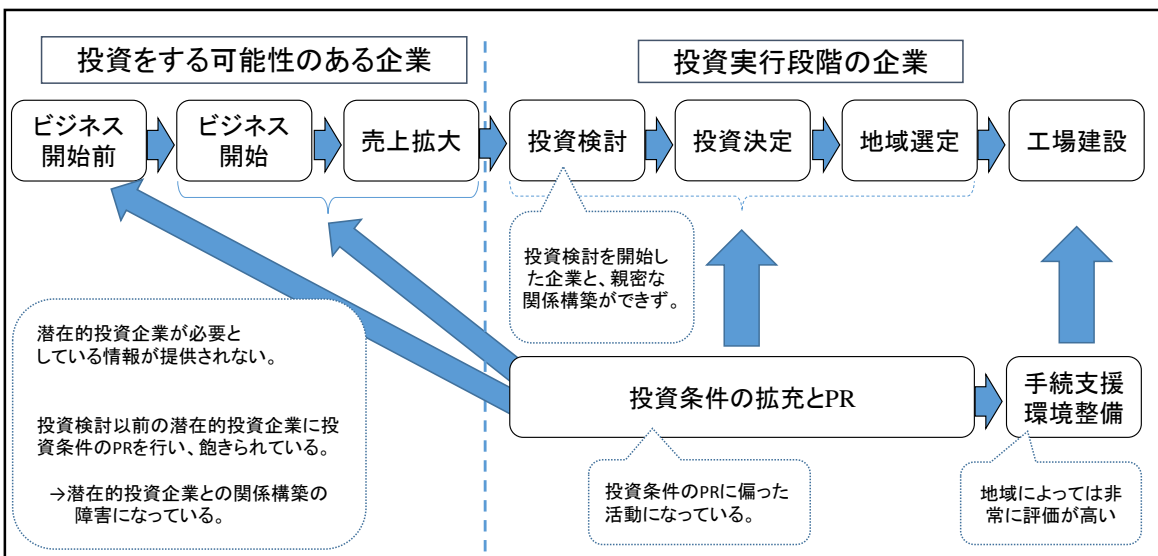 投資をする可能性のある企業
投資実行段階の企業
ビジネス
開始前
ビジネス
開始
売上拡大
投資検討
投資決定
地域選定
工場建設
投資検討を開始し
た企業と、親密な
関係構築ができず。
潜在的投資企業が必要と
している情報が提供されない。
投資検討以前の潜在的投資企業に投
資条件のPRを行い、飽きられている。
→潜在的投資企業との関係構築の
障害になっている。
投資条件の拡充とPR
手続支援
環境整備
投資条件のPRに偏った
活動になっている。
地域によっては非
常に評価が高い